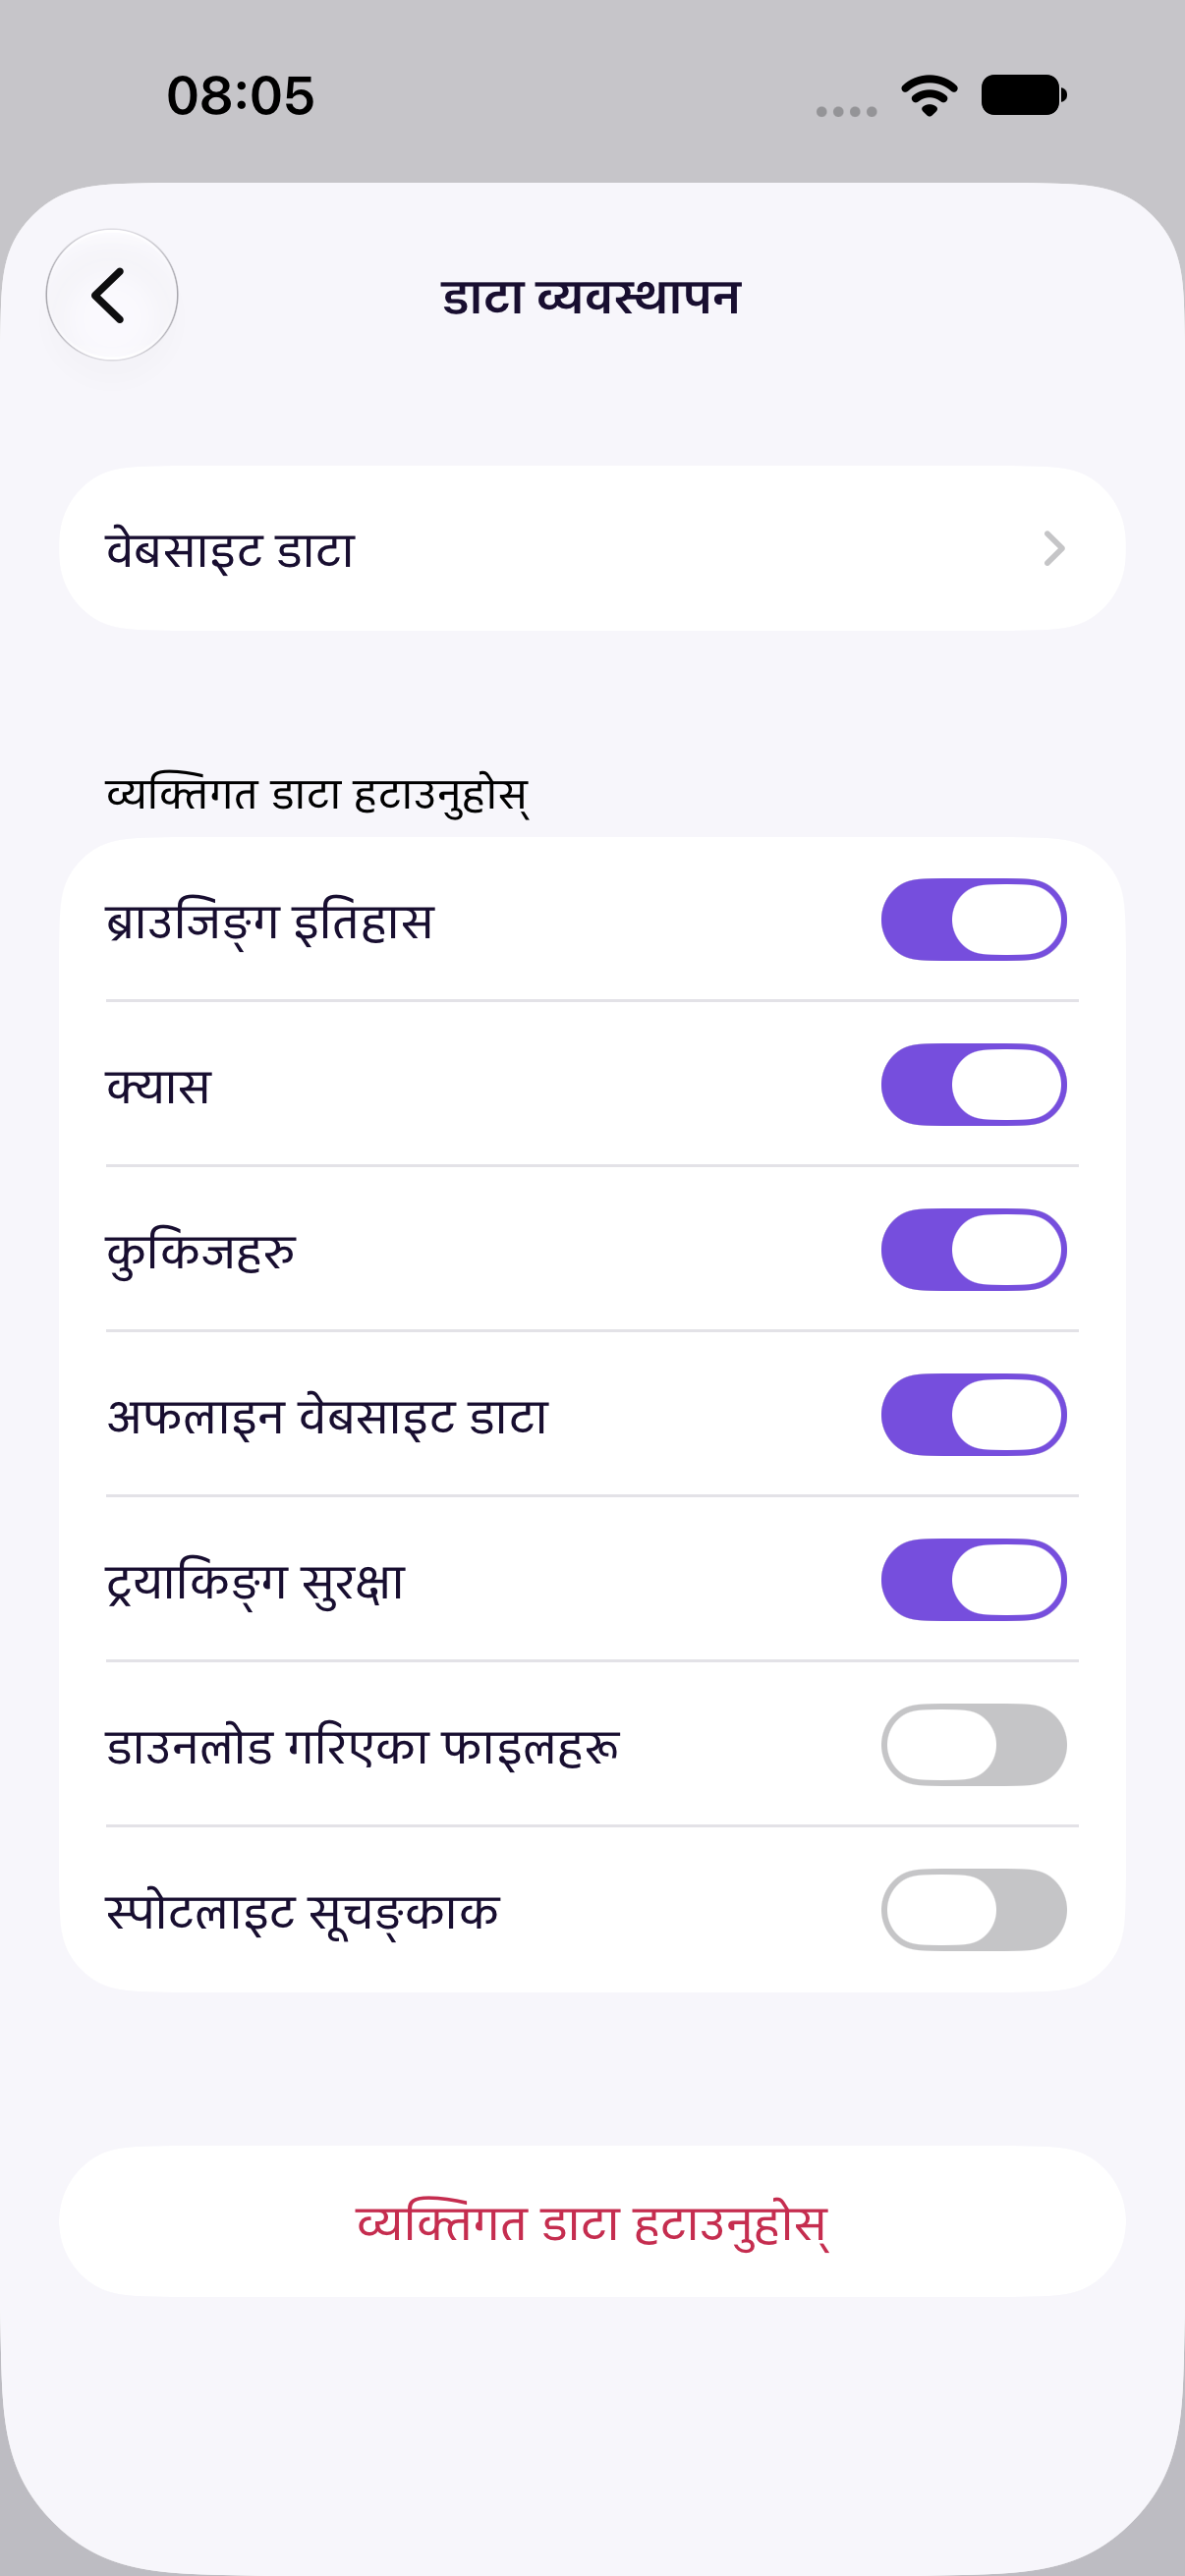 08:05
डाटा व्यवस्थापन
वेबसाइट डाटा
व्यक्तिगत डाटा हटाउनुहोस्
ब्राउजिङ्ग इतिहास
क्यास
कुकिजहरु
अफलाइन वेबसाइट डाटा
ट्रयाकिङ्ग सुरक्षा
डाउनलोड गरिएका फाइलहरू
स्पोटलाइट सूचङ्काक
व्यक्तिगत डाटा हटाउनुहोस्